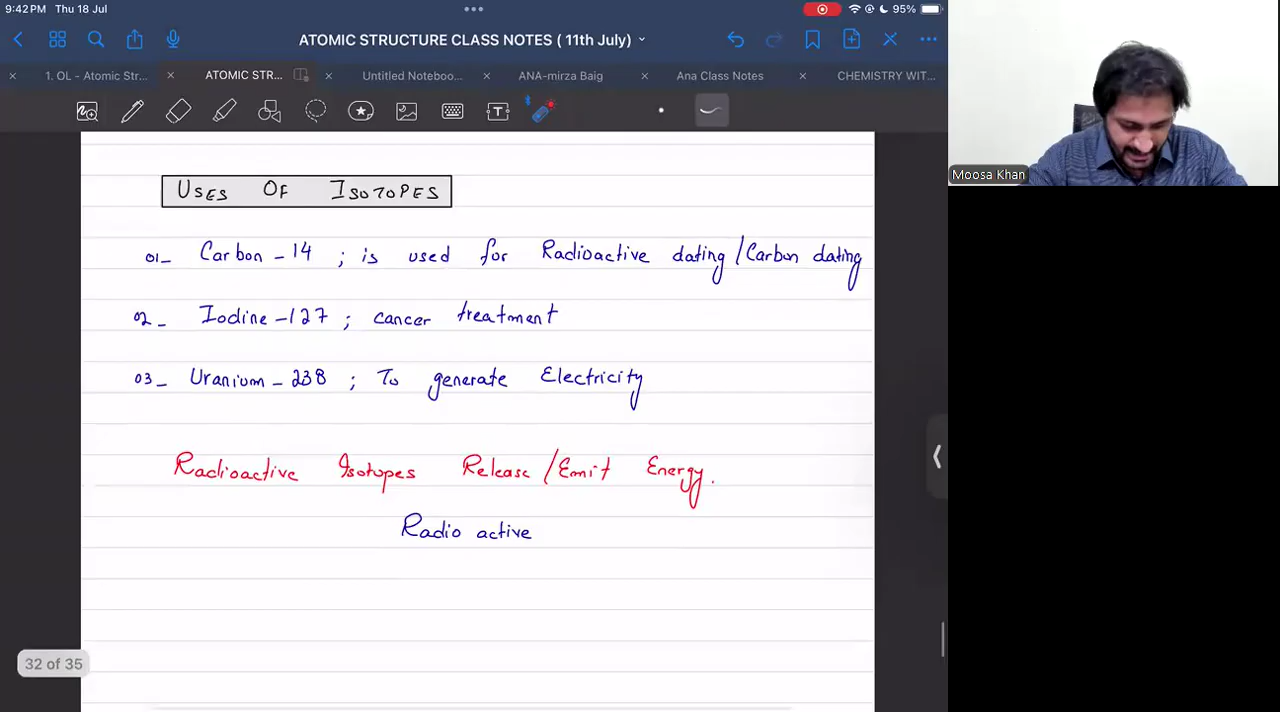 9:42 PM Thu 18 Jul
95%
ATOMIC STRUCTURE CLASS NOTES ( 11th July)
1. OL - Atomic Str...
ATOMIC STR...
Untitled Noteboo...
ANA-mirza Baig
Ana Class Notes
CHEMISTRY WIT...
USES OF ISOTOPES
01_ Carbon - 14 ; is used for Radioactive dating/Carbon dating
02_ Iodine -127 ; cancer treatment
03_ Uranium - 238 ; To generate Electricity
Radioactive Isotopes Release/Emit Energy.
Radio active
32 of 35
Moosa Khan